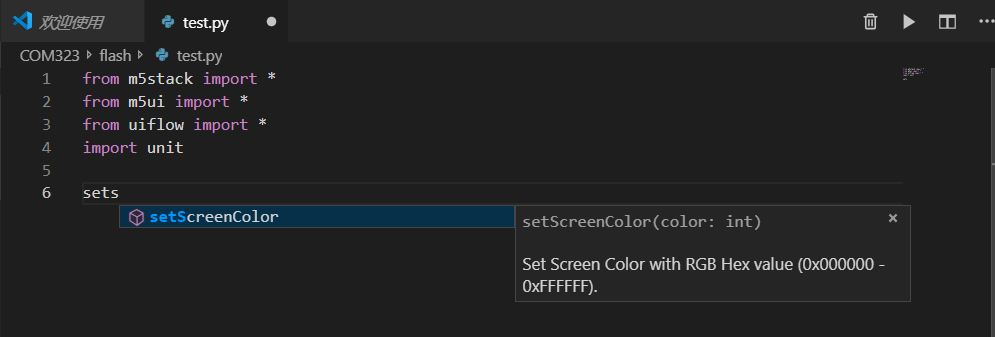 欢迎使用 test.py
COM323 flash test.py
1 from m5stack import *
2 from m5ui import *
3 from uiflow import *
4 import unit
5
6 sets
setScreenColor
setScreenColor(color: int)
Set Screen Color with RGB Hex value (0x000000 -
0xFFFFFF).